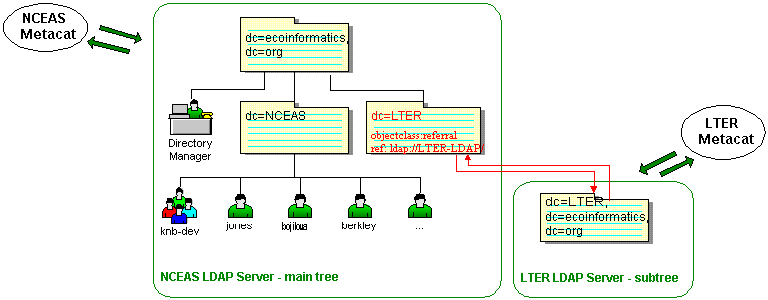 NCEAS
Metacat
dc=ecoinformatics,
dc=org
Directory
Manager
dc=NCEAS
dc=LTER
objectclass:referral
ref: ldap://LTER-LDAP/
LTER
Metacat
knb-dev
jones
bojilova
berkley
...
dc=LTER,
dc=ecoinformatics,
dc=org
NCEAS LDAP Server - main tree
LTER LDAP Server - subtree